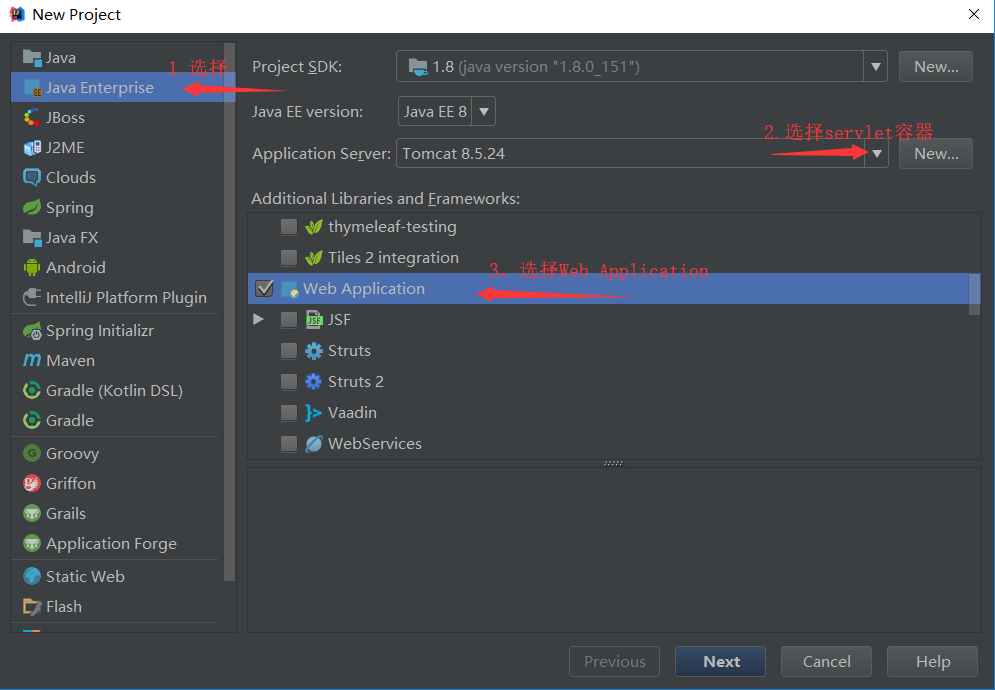 New Project
Java
1.选择
Java Enterprise
JBoss
J2ME
Clouds
Spring
Java FX
Android
IntelliJ Platform Plugin
Spring Initializr
Maven
Gradle (Kotlin DSL)
Gradle
Groovy
Griffon
Grails
Application Forge
Static Web
Flash
Project SDK:
1.8 (java version "1.8.0_151")
New...
Java EE version:
Java EE 8
2.选择servlet容器
Application Server:
Tomcat 8.5.24
New...
Additional Libraries and Frameworks:
thymeleaf-testing
Tiles 2 integration
3. 选择Web Application
Web Application
JSF
Struts
Struts 2
Vaadin
WebServices
Previous
Next
Cancel
Help